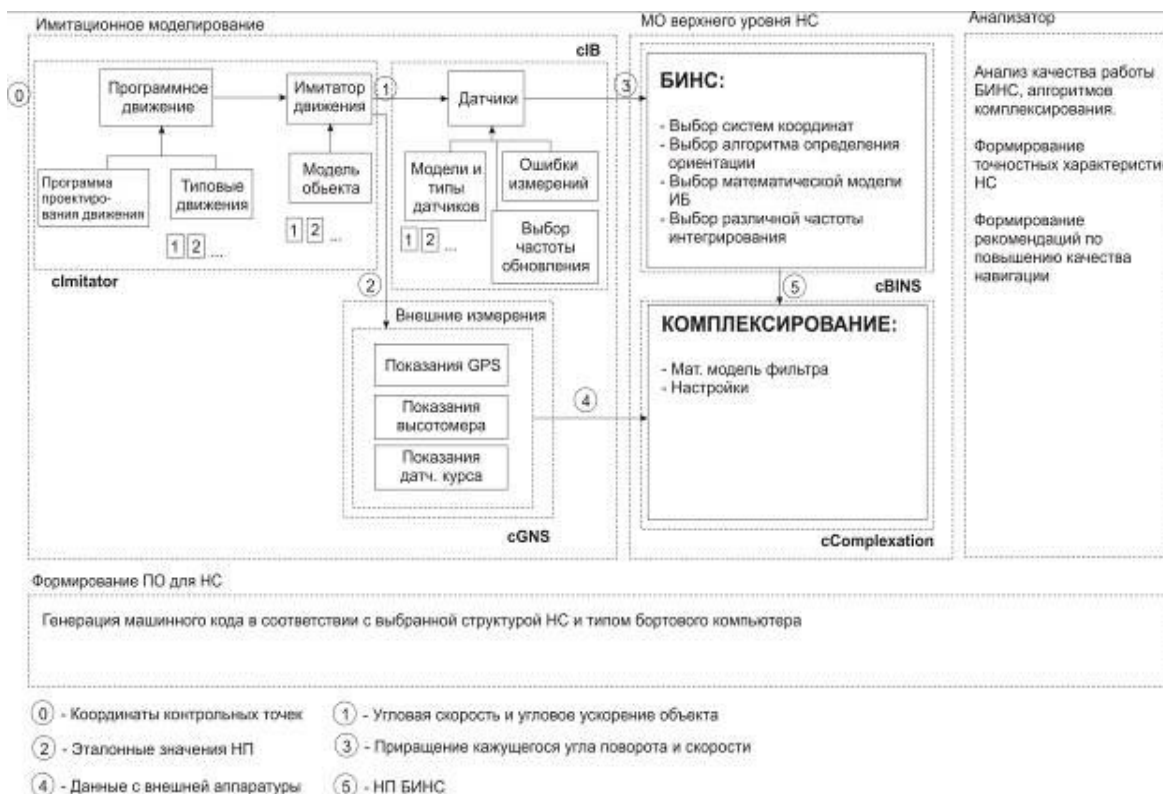 Имитационное моделирование
МО верхнего уровня НС
Анализатор
cIB
0
Программное
движение
Имитатор
движения
1
Датчики
3
Программа
проектиро-
вания движения
Типовые
движения
1 2 ...
Модель
обьекта
1 2 ...
Модели и
типы
датчиков
1 2 ...
Ошибки
измерений
Выбор
частоты
обновления
cImitator
2
БИНС:
- Выбор систем координат
- Выбор алгоритма определения
ориентации
- Выбор математической модели
ИБ
- Выбор различной частоты
интегрирования
cBINS
5
Внешние измерения
Показания GPS
Показания
высотомера
Показания
датч. курса
cGNS
4
КОМПЛЕКСИРОВАНИЕ:
- Мат. модель фильтра
- Настройки
cComplexation
Анализ качества работы
БИНС, алгоритмов
комплексирования.
Формирование
точностных характеристи
НС
Формирование
рекомендаций по
повышению качества
навигации
Формирование ПО для НС
Генерация машинного кода в соответствии с выбранной структурой НС и типом бортового компьютера
0 - Координаты контрольных точек
1 - Угловая скорость и угловое ускорение объекта
2 - Эталонные значения НП
3 - Приращение кажущегося угла поворота и скорости
4 - Данные с внешней аппаратуры
5 - НП БИНС